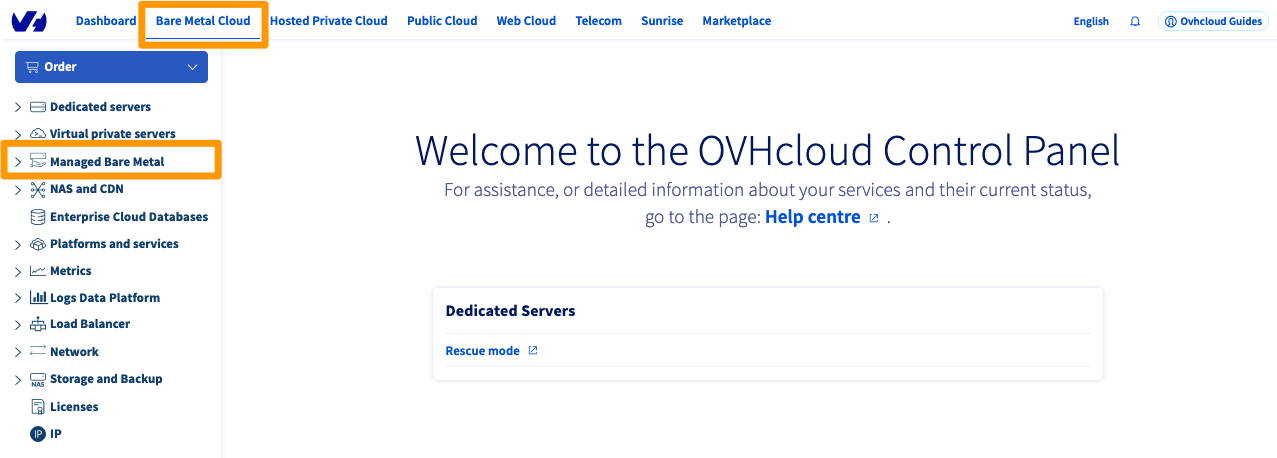 Dashboard Bare Metal Cloud Hosted Private Cloud Public Cloud Web Cloud Telecom Sunrise Marketplace English Ovhcloud Guides
Order
Dedicated servers
Virtual private servers
Managed Bare Metal
NAS and CDN
Enterprise Cloud Databases
Platforms and services
Metrics
Logs Data Platform
Load Balancer
Network
NAS
Storage and Backup
Licenses
IP
IP
Welcome to the OVHcloud Control Panel
For assistance, or detailed information about your services and their current status,
go to the page: Help centre .
Dedicated Servers
Rescue mode